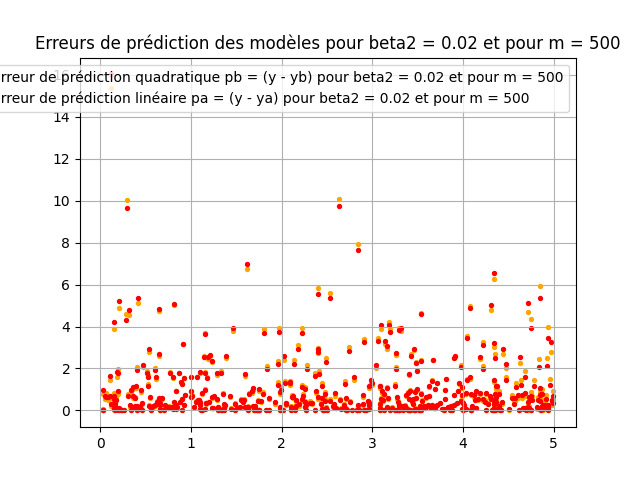 Erreurs de prédiction des modèles pour beta2 = 0.02 et pour m = 500
rreur de prédiction quadratique pb = (y - yb) pour beta2 = 0.02 et pour m = 500
rreur de prédiction linéaire pa = (y - ya) pour beta2 = 0.02 et pour m = 500
16
14
12
10
8
6
4
2
0
0 1 2 3 4 5